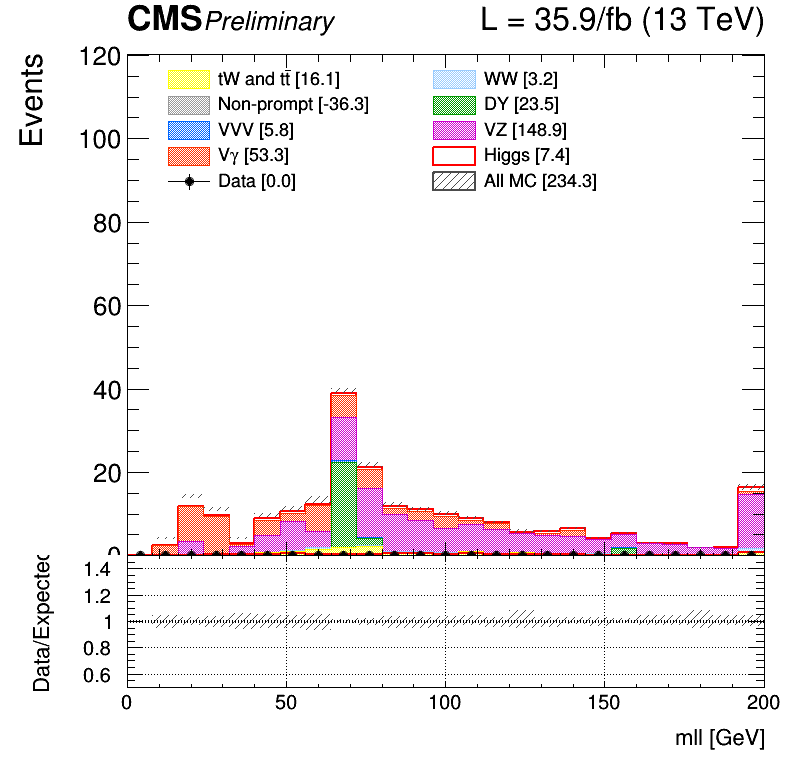 CMS Preliminary L = 35.9/fb (13 TeV)
Events
120
100
80
60
40
20
0
tW and tt̄ [16.1]
Non-prompt [-36.3]
VVV [5.8]
Vγ [53.3]
Data [0.0]
WW [3.2]
DY [23.5]
VZ [148.9]
Higgs [7.4]
All MC [234.3]
Data/Expected
1.4
1.2
1
0.8
0.6
0 50 100 150 200
mll [GeV]